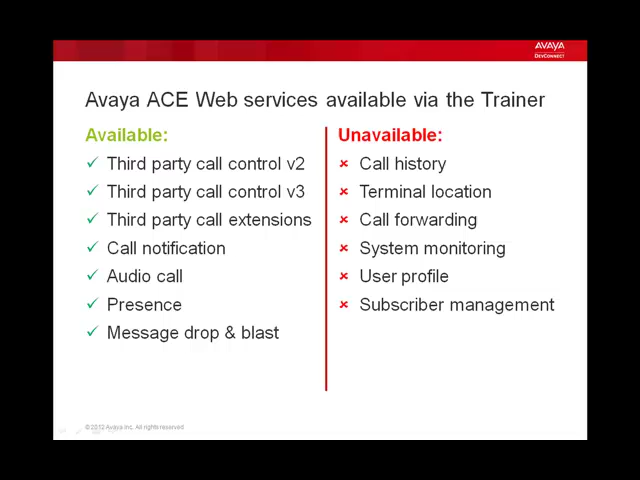 AVAYA
DEVCONNECT
Avaya ACE Web services available via the Trainer
Available:
Third party call control v2
Third party call control v3
Third party call extensions
Call notification
Audio call
Presence
Message drop & blast
Unavailable:
Call history
Terminal location
Call forwarding
System monitoring
User profile
Subscriber management
© 2012 Avaya Inc. All rights reserved